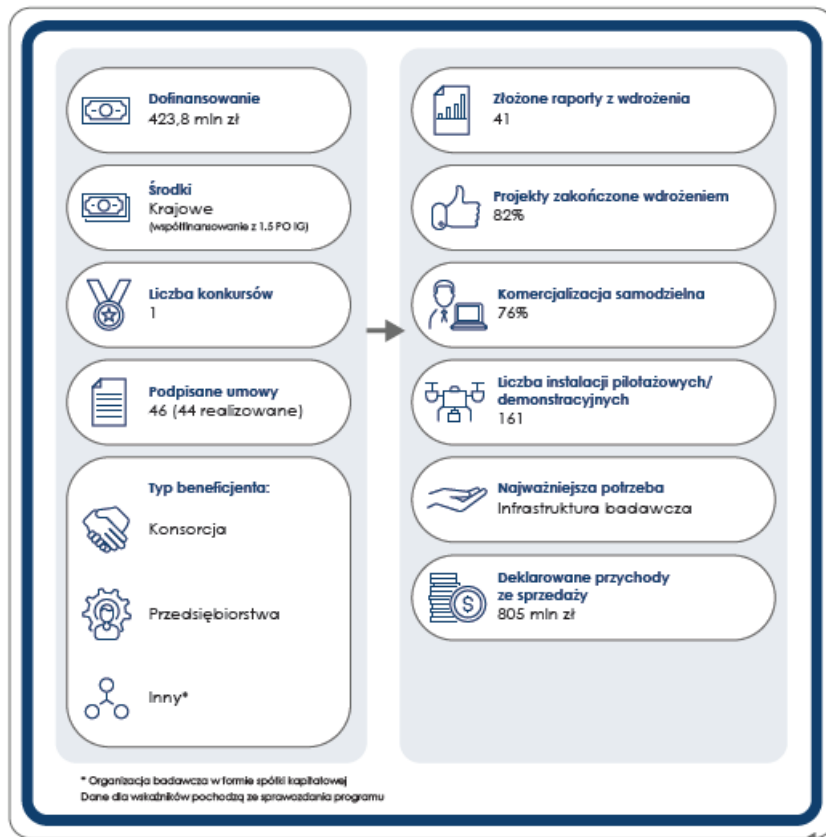 Dofinansowanie
423,8 mln zł
Środki
Krajowe
(współfinansowanie z 1.5 PO IG)
Liczba konkursów
1
Podpisane umowy
46 (44 realizowane)
Typ beneficjenta:
Konsorcja
Przedsiębiorstwa
Inny*
Złożone raporty z wdrożenia
41
Projekty zakończone wdrożeniem
82%
Komercjalizacja samodzielna
76%
Liczba instalacji pilotażowych/
demonstracyjnych
161
Najważniejsza potrzeba
Infrastruktura badawcza
Deklarowane przychody
ze sprzedaży
805 mln zł
* Organizacja badawcza w formie spółki kapitałowej
Dane dla wskaźników pochodzą ze sprawozdania programu